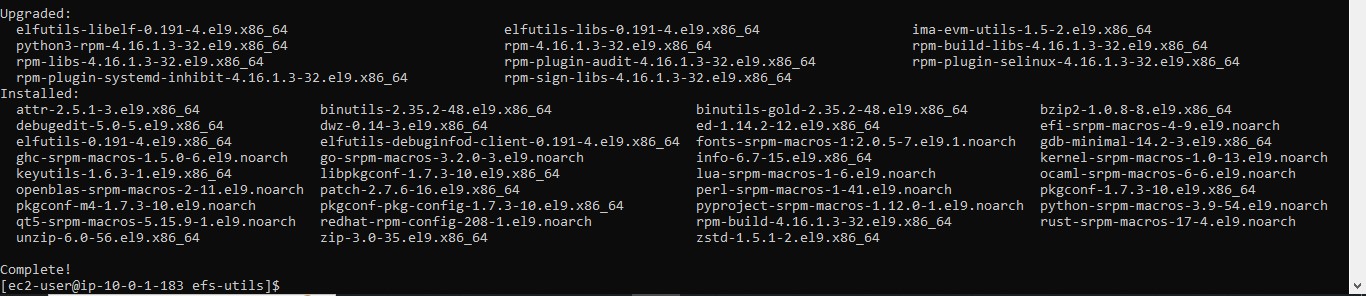 Upgraded:
elfutils-libelf-0.191-4.el9.x86_64 elfutils-libs-0.191-4.el9.x86_64 ima-evm-utils-1.5-2.el9.x86_64
python3-rpm-4.16.1.3-32.el9.x86_64 rpm-4.16.1.3-32.el9.x86_64 rpm-build-libs-4.16.1.3-32.el9.x86_64
rpm-libs-4.16.1.3-32.el9.x86_64 rpm-plugin-audit-4.16.1.3-32.el9.x86_64 rpm-plugin-selinux-4.16.1.3-32.el9.x86_64
rpm-plugin-systemd-inhibit-4.16.1.3-32.el9.x86_64 rpm-sign-libs-4.16.1.3-32.el9.x86_64
Installed:
attr-2.5.1-3.el9.x86_64 binutils-2.35.2-48.el9.x86_64 binutils-gold-2.35.2-48.el9.x86_64 bzip2-1.0.8-8.el9.x86_64
debugedit-5.0-5.el9.x86_64 dwz-0.14-3.el9.x86_64 ed-1.14.2-12.el9.x86_64 efi-srpm-macros-4-9.el9.noarch
elfutils-0.191-4.el9.x86_64 elfutils-debuginfod-client-0.191-4.el9.x86_64 fonts-srpm-macros-1:2.0.5-7.el9.1.noarch gdb-minimal-14.2-3.el9.x86_64
ghc-srpm-macros-1.5.0-6.el9.noarch go-srpm-macros-3.2.0-3.el9.noarch info-6.7-15.el9.x86_64 kernel-srpm-macros-1.0-13.el9.noarch
keyutils-1.6.3-1.el9.x86_64 libpkgconf-1.7.3-10.el9.x86_64 lua-srpm-macros-1-6.el9.noarch ocaml-srpm-macros-6-6.el9.noarch
openblas-srpm-macros-2-11.el9.noarch patch-2.7.6-16.el9.x86_64 perl-srpm-macros-1-41.el9.noarch pkgconf-1.7.3-10.el9.x86_64
pkgconf-m4-1.7.3-10.el9.noarch pkgconf-pkg-config-1.7.3-10.el9.x86_64 pyproject-srpm-macros-1.12.0-1.el9.noarch python-srpm-macros-3.9-54.el9.noarch
qt5-srpm-macros-5.15.9-1.el9.noarch redhat-rpm-config-208-1.el9.noarch rpm-build-4.16.1.3-32.el9.x86_64 rust-srpm-macros-17-4.el9.noarch
unzip-6.0-56.el9.x86_64 zip-3.0-35.el9.x86_64 zstd-1.5.1-2.el9.x86_64
Complete!
[ec2-user@ip-10-0-1-183 efs-utils]$